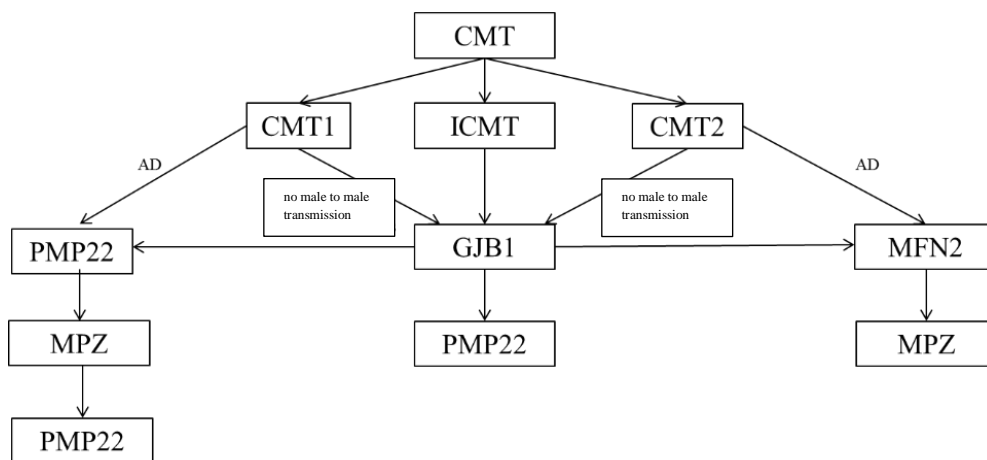 CMT
CMT1
ICMT
CMT2
AD
AD
no male to male
transmission
no male to male
transmission
PMP22
GJB1
MFN2
MPZ
PMP22
MPZ
PMP22